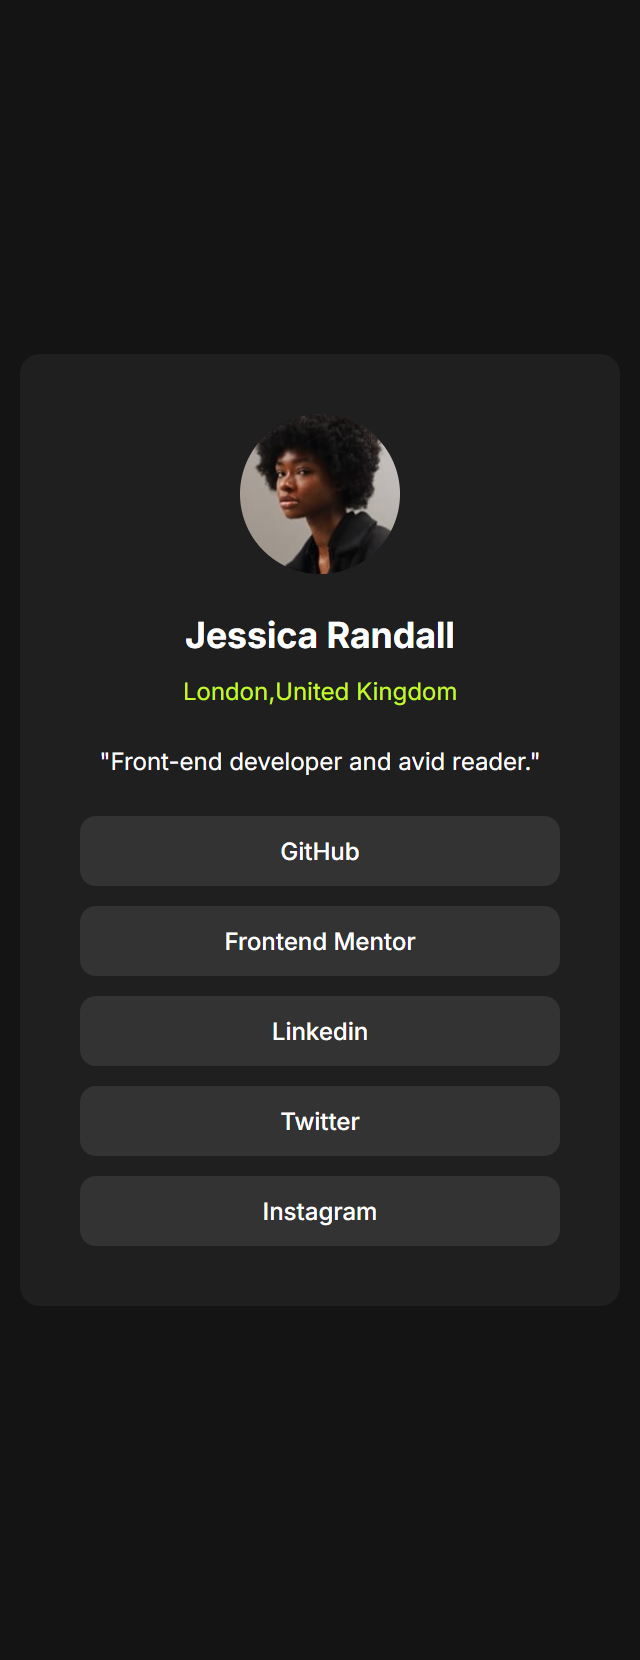 Jessica Randall
London,United Kingdom
"Front-end developer and avid reader."
GitHub
Frontend Mentor
Linkedin
Twitter
Instagram